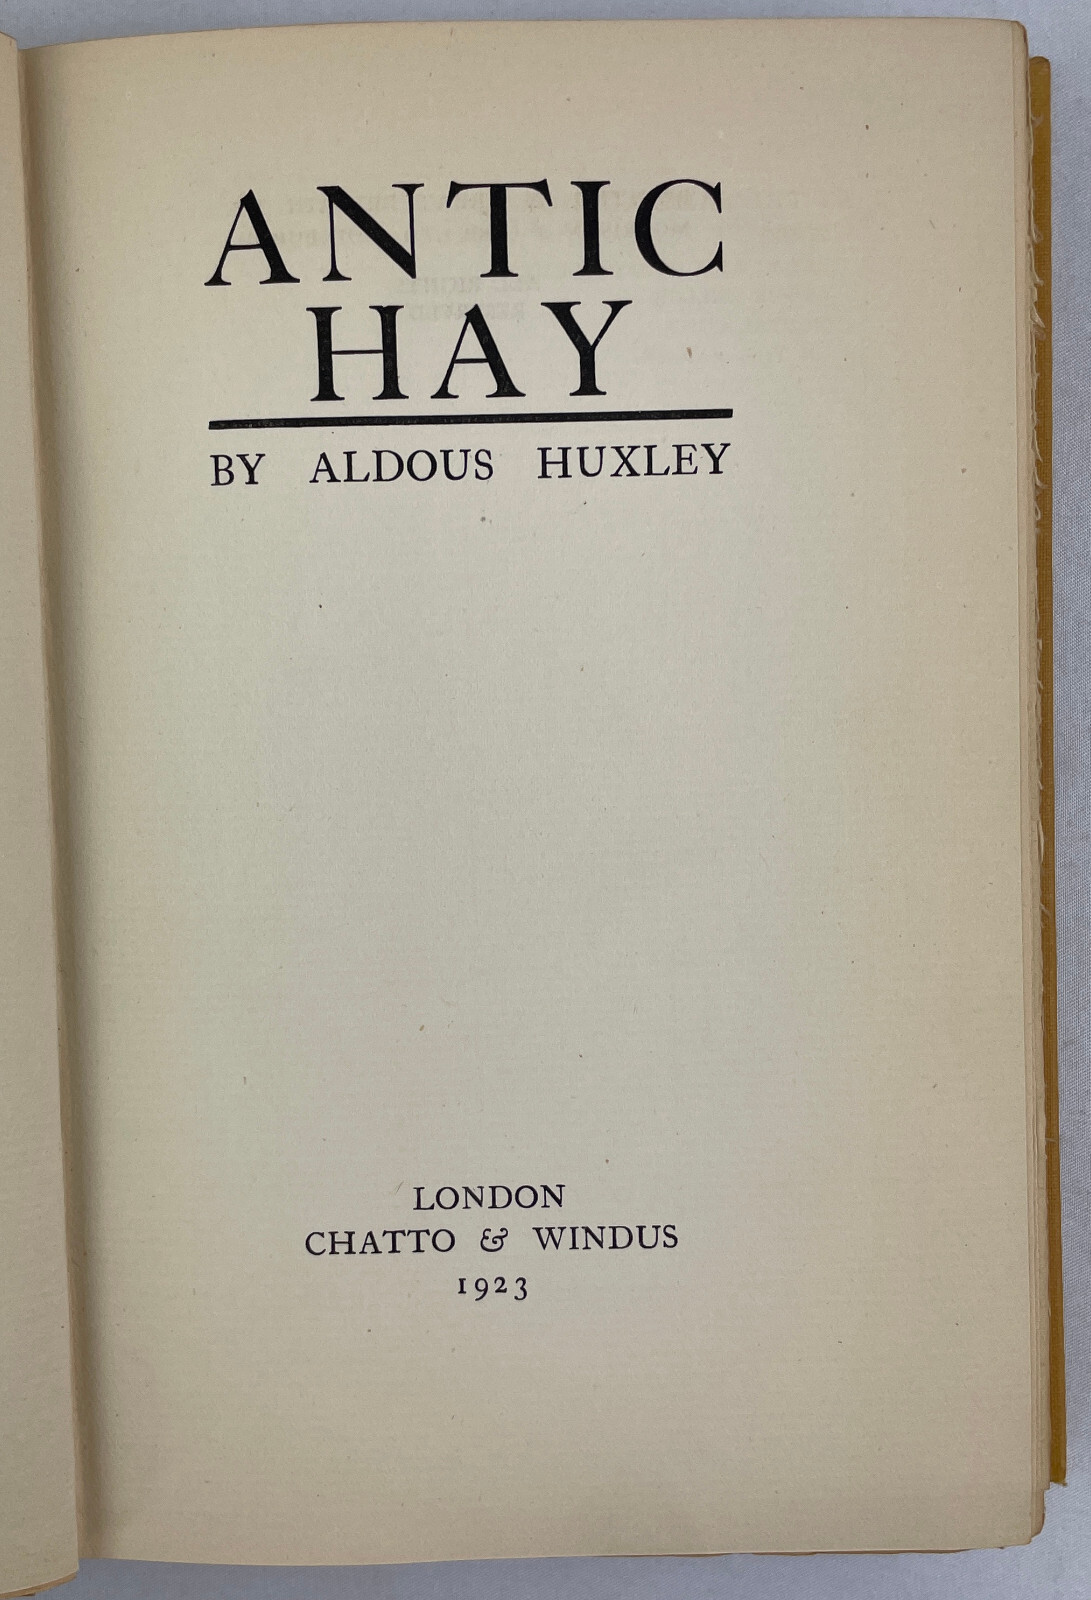 ANTIC
HAY
BY ALDOUS HUXLEY
LONDON
CHATTO & WINDUS
1923